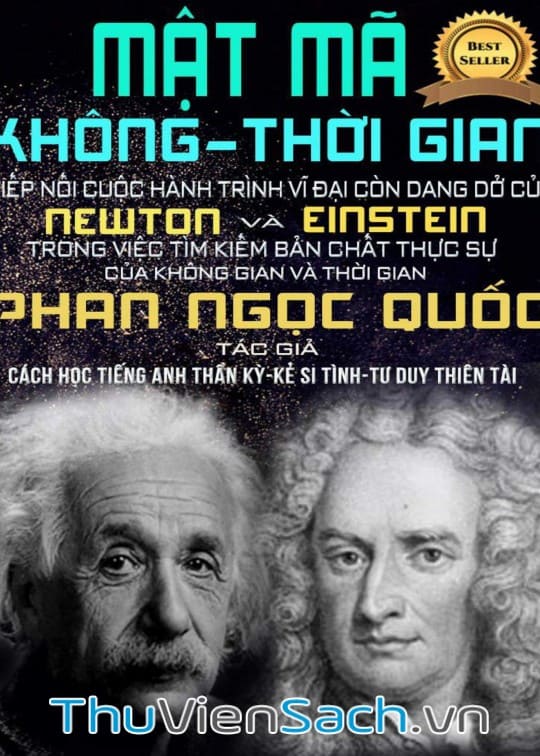 MẬT MÃ
BEST
SELLER
KHÔNG-THỜI GIAN
IẾP NỐI CUỘC HÀNH TRÌNH VĨ ĐẠI CÒN DANG DỞ CỦ
NEWTON VÀ EINSTEIN
TRONG VIỆC TÌM KIẾM BẢN CHẤT THỰC SỰ
CỦA KHÔNG GIAN VÀ THỜI GIAN
PHAN NGỌC QUỐC
TÁC GIẢ
CÁCH HỌC TIẾNG ANH THẦN KỲ-KẺ SI TÌNH-TƯ DUY THIÊN TÀI
ThuVienSach.vn